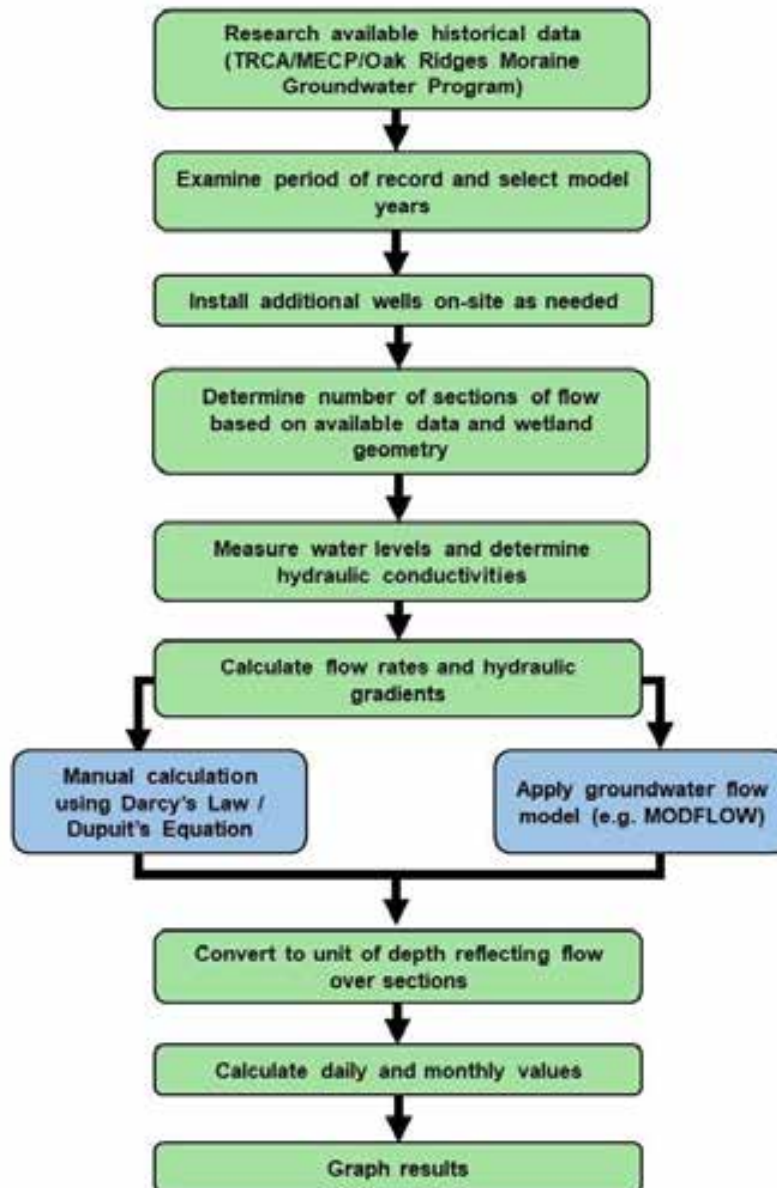 Research available historical data
(TRCA/MECP/Oak Ridges Moraine
Groundwater Program)
Examine period of record and select model
years
Install additional wells on-site as needed
Determine number of sections of flow
based on available data and wetland
geometry
Measure water levels and determine
hydraulic conductivities
Calculate flow rates and hydraulic
gradients
Manual calculation
using Darcy's Law /
Dupuit's Equation
Apply groundwater flow
model (e.g. MODFLOW)
Convert to unit of depth reflecting flow
over sections
Calculate daily and monthly values
Graph results